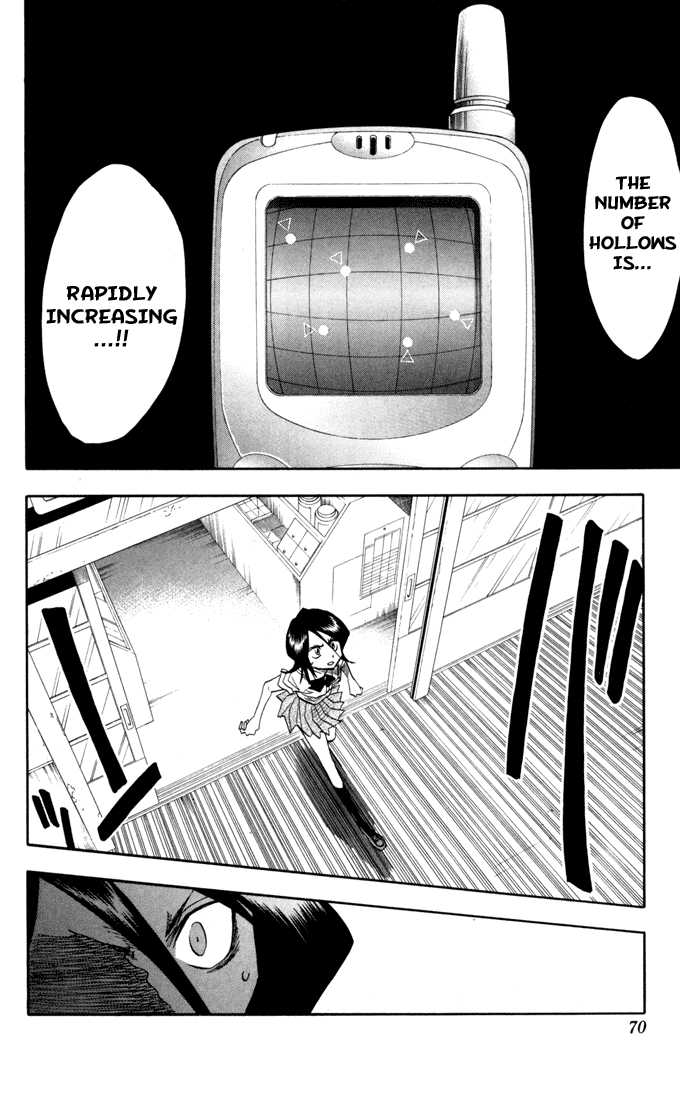 THE
NUMBER
OF
HOLLOWS
IS...
RAPIDLY
INCREASING
...!!
70